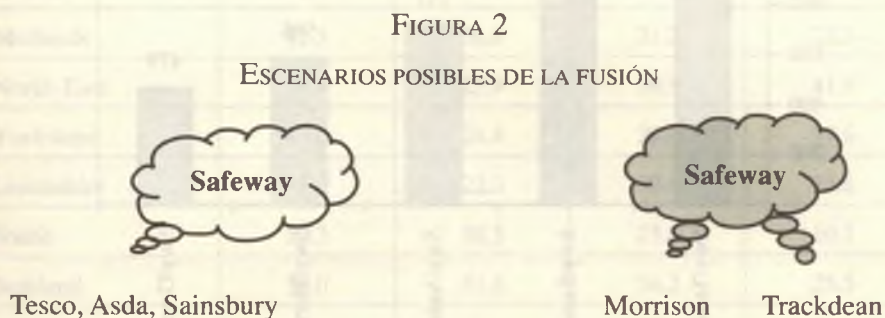 FIGURA 2
ESCENARIOS POSIBLES DE LA FUSIÓN
Safeway
Safeway
Tesco, Asda, Sainsbury
Morrison
Trackdean